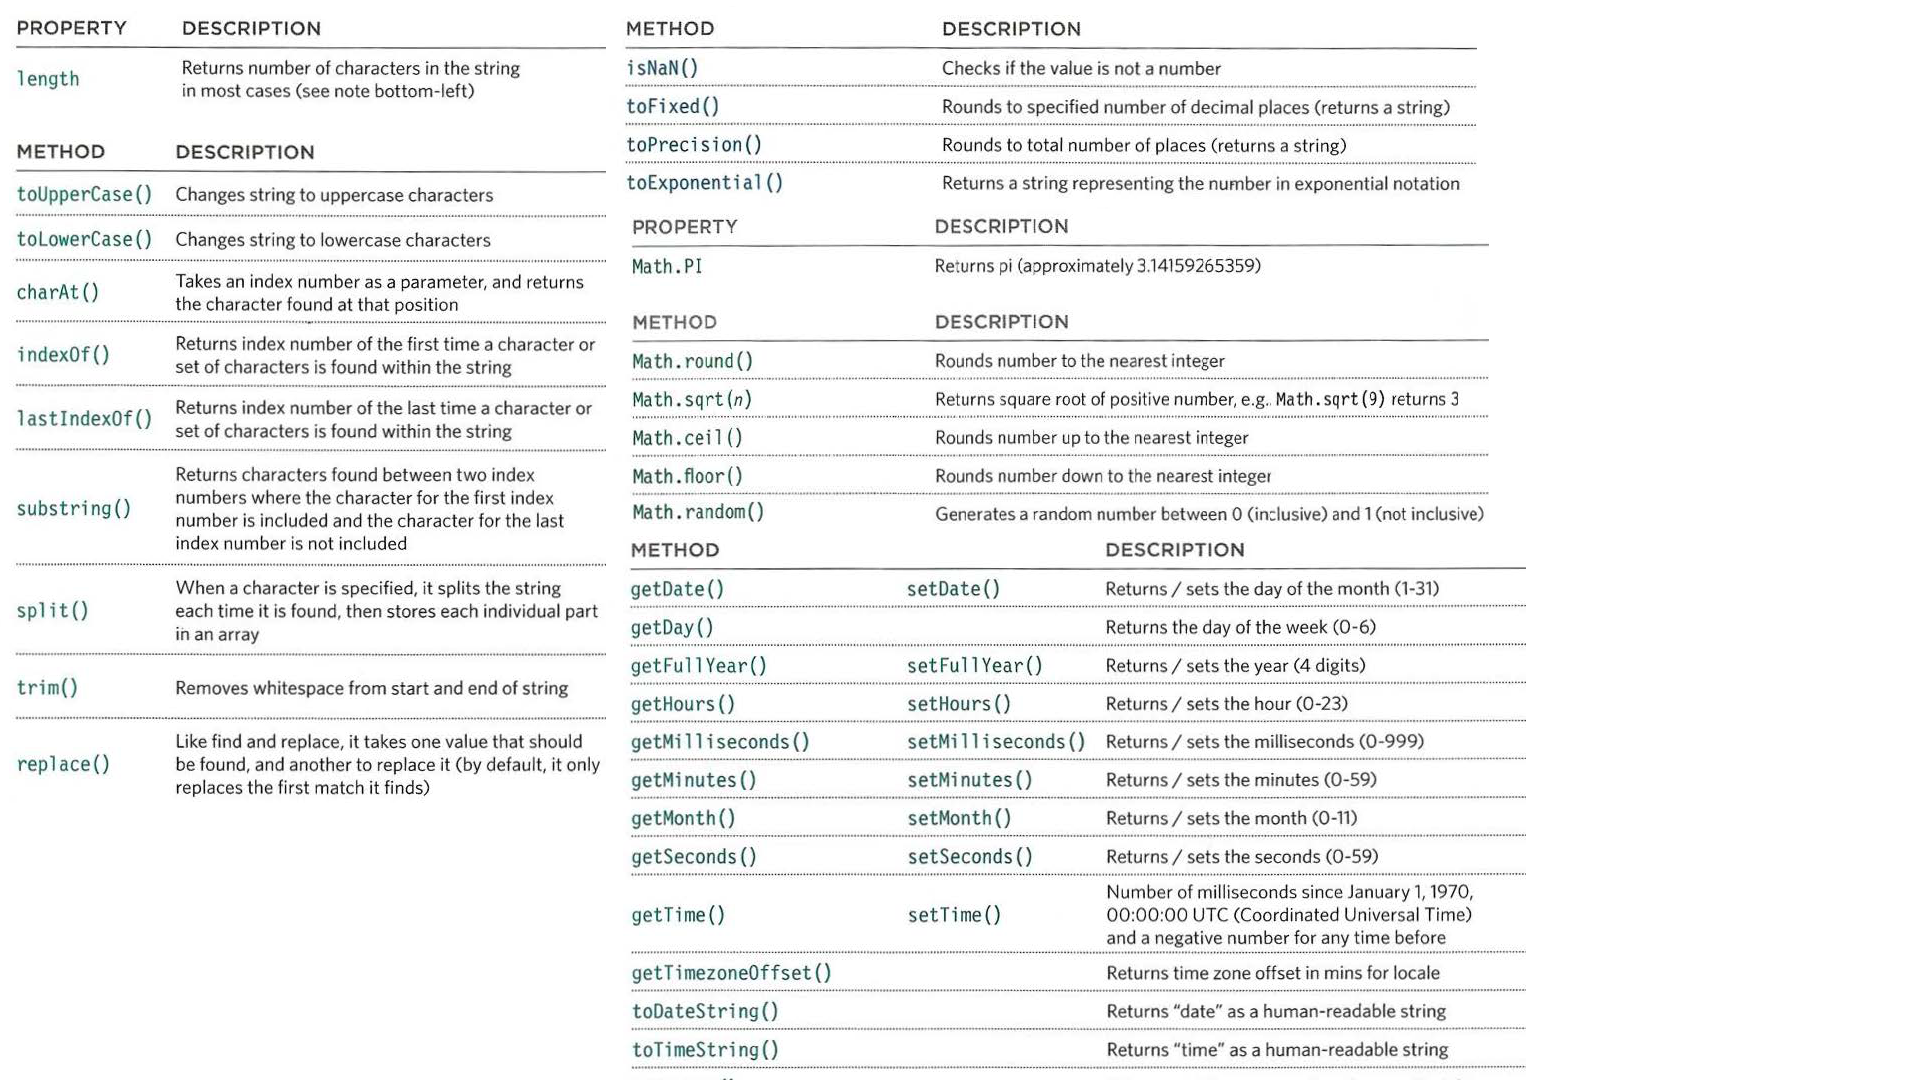 PROPERTY DESCRIPTION
length
Returns number of characters in the string
in most cases (see note bottom-left)
METHOD DESCRIPTION
toUpperCase() Changes string to uppercase characters
toLowerCase() Changes string to lowercase characters
charAt()
Takes an index number as a parameter, and returns
the character found at that position
indexOf()
Returns index number of the first time a character or
set of characters is found within the string
lastIndexOf()
Returns index number of the last time a character or
set of characters is found within the string
substring()
Returns characters found between two index
numbers where the character for the first index
number is included and the character for the last
index number is not included
split()
When a character is specified, it splits the string
each time it is found, then stores each individual part
in an array
trim() Removes whitespace from start and end of string
replace()
Like find and replace, it takes one value that should
be found, and another to replace it (by default, it only
replaces the first match it finds)
METHOD DESCRIPTION
isNaN() Checks if the value is not a number
toFixed() Rounds to specified number of decimal places (returns a string)
toPrecision() Rounds to total number of places (returns a string)
toExponential() Returns a string representing the number in exponential notation
PROPERTY DESCRIPTION
Math.PI Returns pi (approximately 3.14159265359)
METHOD DESCRIPTION
Math.round() Rounds number to the nearest integer
Math.sqrt(n) Returns square root of positive number, e.g. Math.sqrt(9) returns 3
Math.ceil() Rounds number up to the nearest integer
Math.floor() Rounds number down to the nearest integer
Math.random() Generates a random number between 0 (inclusive) and 1 (not inclusive)
METHOD DESCRIPTION
getDate() setDate() Returns / sets the day of the month (1-31)
getDay() Returns the day of the week (0-6)
getFullYear() setFullYear() Returns / sets the year (4 digits)
getHours() setHours() Returns / sets the hour (0-23)
getMilliseconds() setMilliseconds() Returns / sets the milliseconds (0-999)
getMinutes() setMinutes() Returns / sets the minutes (0-59)
getMonth() setMonth() Returns / sets the month (0-11)
getSeconds() setSeconds() Returns / sets the seconds (0-59)
getTime() setTime()
Number of milliseconds since January 1, 1970,
00:00:00 UTC (Coordinated Universal Time)
and a negative number for any time before
getTimezoneOffset() Returns time zone offset in mins for locale
toDateString() Returns “date” as a human-readable string
toTimeString() Returns “time” as a human-readable string